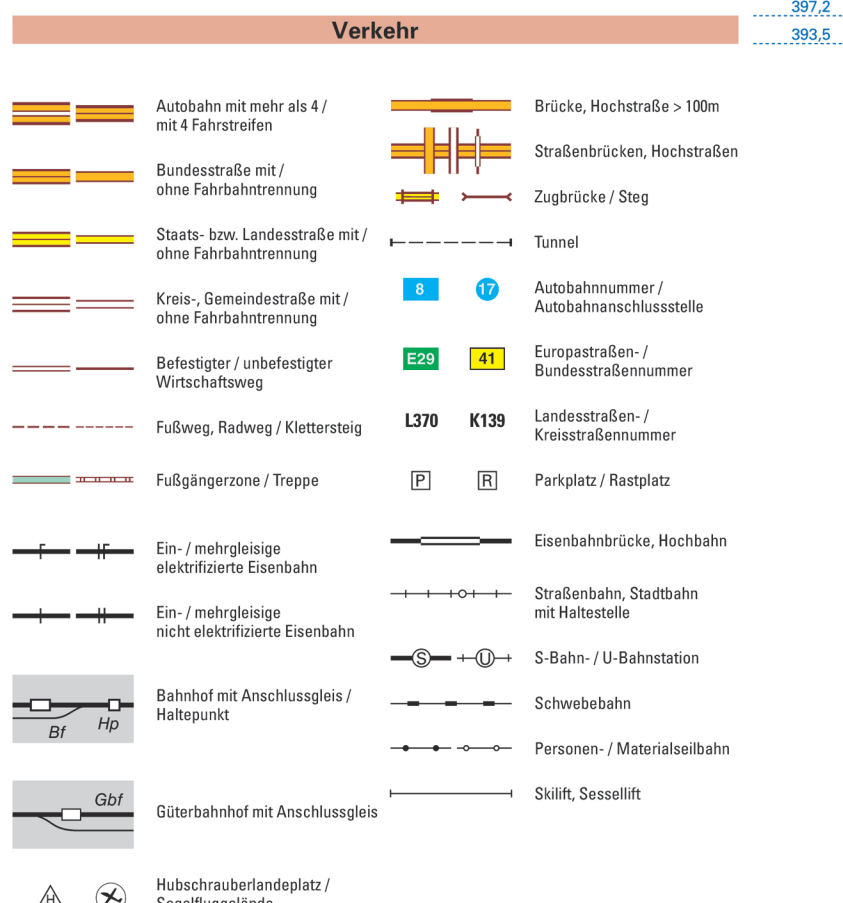 397,2
Verkehr
393,5
Autobahn mit mehr als 4 /
mit 4 Fahrstreifen
Bundesstraße mit /
ohne Fahrbahntrennung
Staats- bzw. Landesstraße mit /
ohne Fahrbahntrennung
Kreis-, Gemeindestraße mit /
ohne Fahrbahntrennung
Befestigter / unbefestigter
Wirtschaftsweg
Fußweg, Radweg / Klettersteig
Fußgängerzone / Treppe
Ein- / mehrgleisige
elektrifizierte Eisenbahn
Ein- / mehrgleisige
nicht elektrifizierte Eisenbahn
Bf Hp
Bahnhof mit Anschlussgleis /
Haltepunkt
Gbf
Güterbahnhof mit Anschlussgleis
H
Hubschrauberlandeplatz /
Segelfluggelände
Brücke, Hochstraße > 100m
Straßenbrücken, Hochstraßen
Zugbrücke / Steg
Tunnel
8 17
Autobahnnummer /
Autobahnanschlussstelle
E29 41
Europastraßen- /
Bundesstraßennummer
L370 K139
Landesstraßen- /
Kreisstraßennummer
P R Parkplatz / Rastplatz
Eisenbahnbrücke, Hochbahn
Straßenbahn, Stadtbahn
mit Haltestelle
S U S-Bahn- / U-Bahnstation
Schwebebahn
Personen- / Materialseilbahn
Skilift, Sessellift